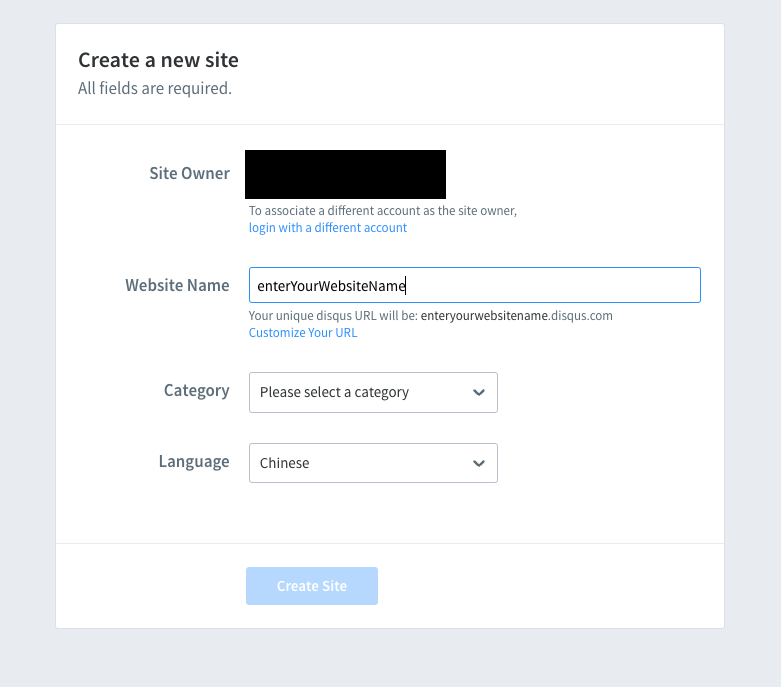 Create a new site
All fields are required.
Site Owner
To associate a different account as the site owner,
login with a different account
Website Name
enterYourWebsiteName
Your unique disqus URL will be: enteryourwebsitename.disqus.com
Customize Your URL
Category
Please select a category
Language
Chinese
Create Site